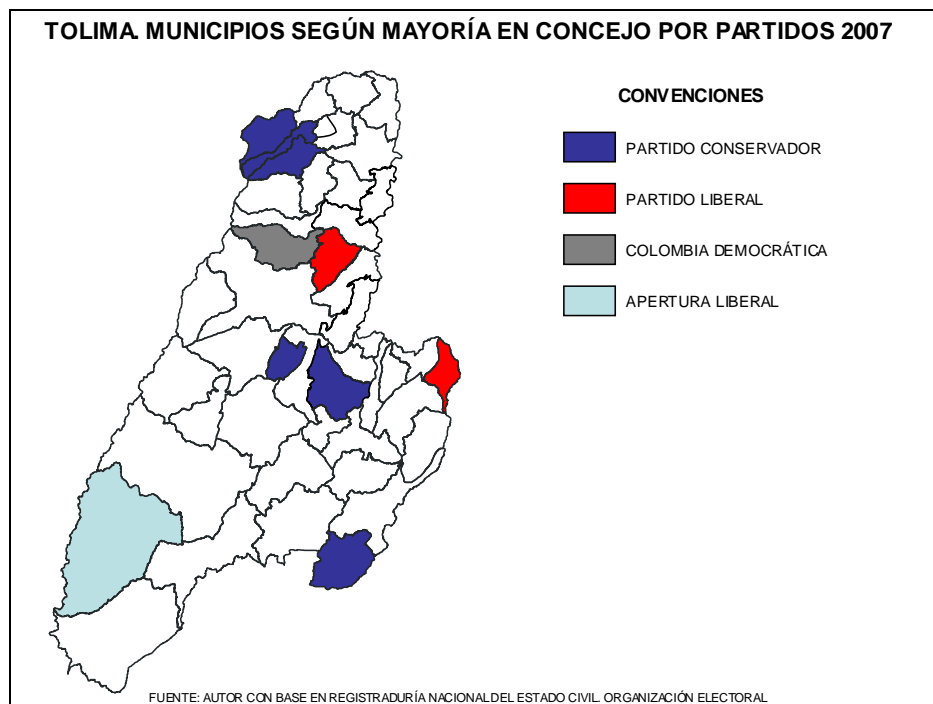 TOLIMA. MUNICIPIOS SEGÚN MAYORÍA EN CONCEJO POR PARTIDOS 2007
CONVENCIONES
PARTIDO CONSERVADOR
PARTIDO LIBERAL
COLOMBIA DEMOCRÁTICA
APERTURA LIBERAL
FUENTE: AUTOR CON BASE EN REGISTRADURÍA NACIONAL DEL ESTADO CIVIL. ORGANIZACIÓN ELECTORAL